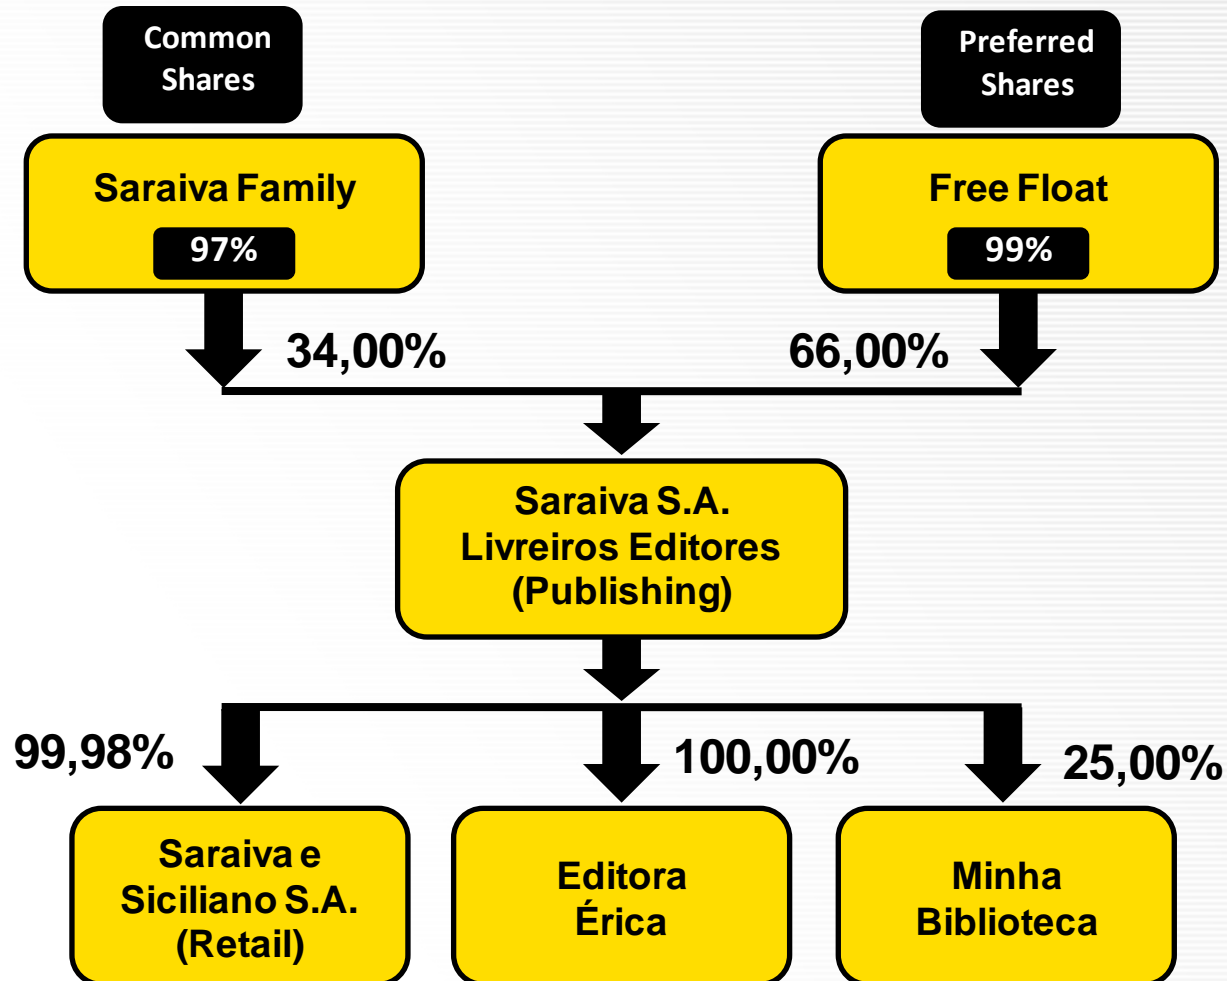 Common
Shares
Preferred
Shares
Saraiva Family
97%
Free Float
99%
34,00%
66,00%
Saraiva S.A.
Livreiros Editores
(Publishing)
99,98%
100,00%
25,00%
Saraiva e
Siciliano S.A.
(Retail)
Editora
Érica
Minha
Biblioteca